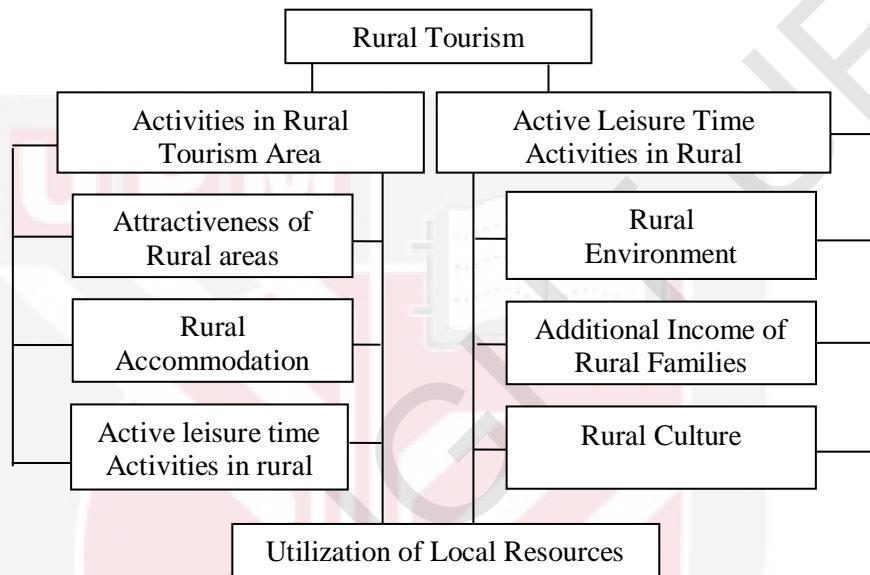 Rural Tourism
Activities in Rural
Tourism Area
Active Leisure Time
Activities in Rural
Attractiveness of
Rural areas
Rural
Environment
Rural
Accommodation
Additional Income of
Rural Families
Active leisure time
Activities in rural
Rural Culture
Utilization of Local Resources